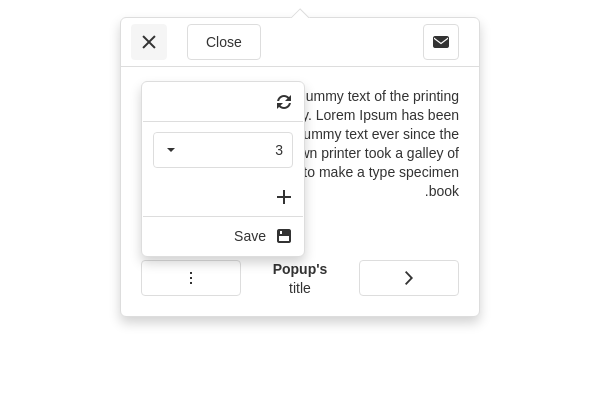 Close
ummy text of the printing
. Lorem Ipsum has been
ummy text ever since the
printer took a galley of
to make a type specimen
.book
3
Save
Popup's
title